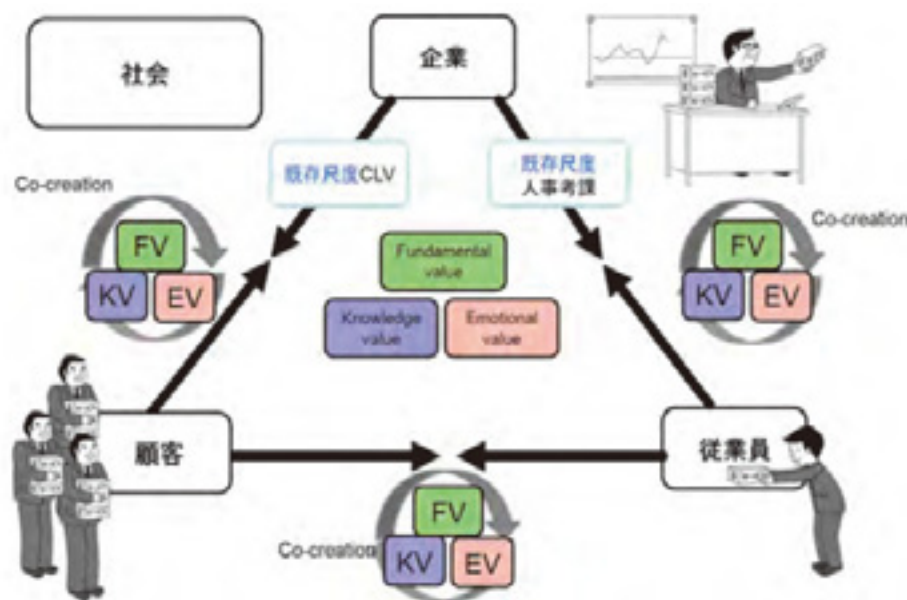 社会
企業
既存尺度CLV
既存尺度
人事考課
Co-creation
FV
KV
EV
Fundamental
value
Knowledge
value
Emotional
value
Co-creation
FV
KV
EV
顧客
従業員
Co-creation
FV
KV
EV